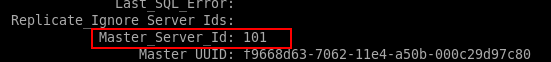 Last_SQL_Error:
Replicate_Ignore_Server_Ids:
Master_Server_Id: 101
Master_UUID: f9668d63-7062-11e4-a50b-000c29d97c80